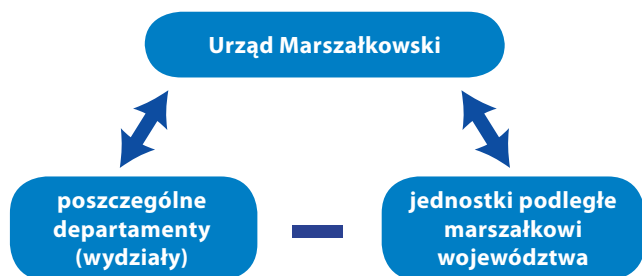 Urząd Marszałkowski
poszczególne
departamenty
(wydziały)
jednostki podległe
marszałkowi
województwa